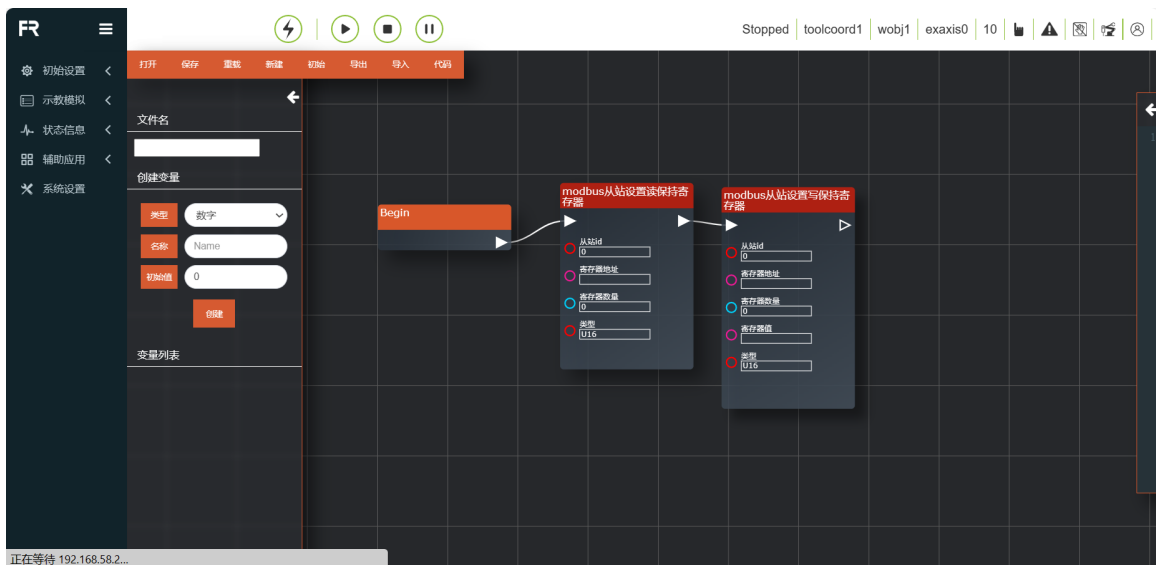 FR
Stopped
toolcoord1
wobj1
exaxis0
10
初始设置
示教模拟
状态信息
辅助应用
系统设置
打开
保存
重载
新建
初始
导出
导入
代码
文件名
创建变量
类型
数字
名称
Name
初始值
0
创建
变量列表
Begin
modbus从站设置读保持寄
存器
从站id
0
寄存器地址
寄存器数量
0
类型
U16
modbus从站设置写保持寄
存器
从站id
0
寄存器地址
寄存器数量
0
寄存器值
类型
U16
正在等待 192.168.58.2...